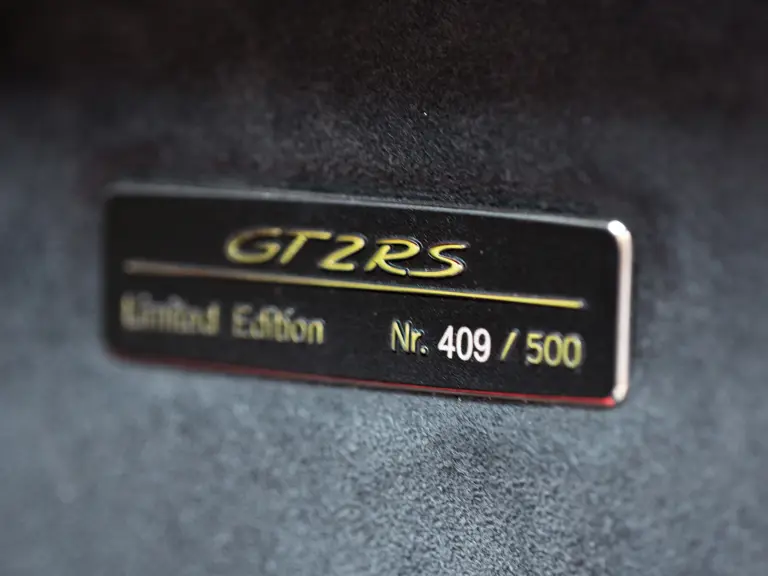 GT2RS
Limited Edition Nr. 409 / 500